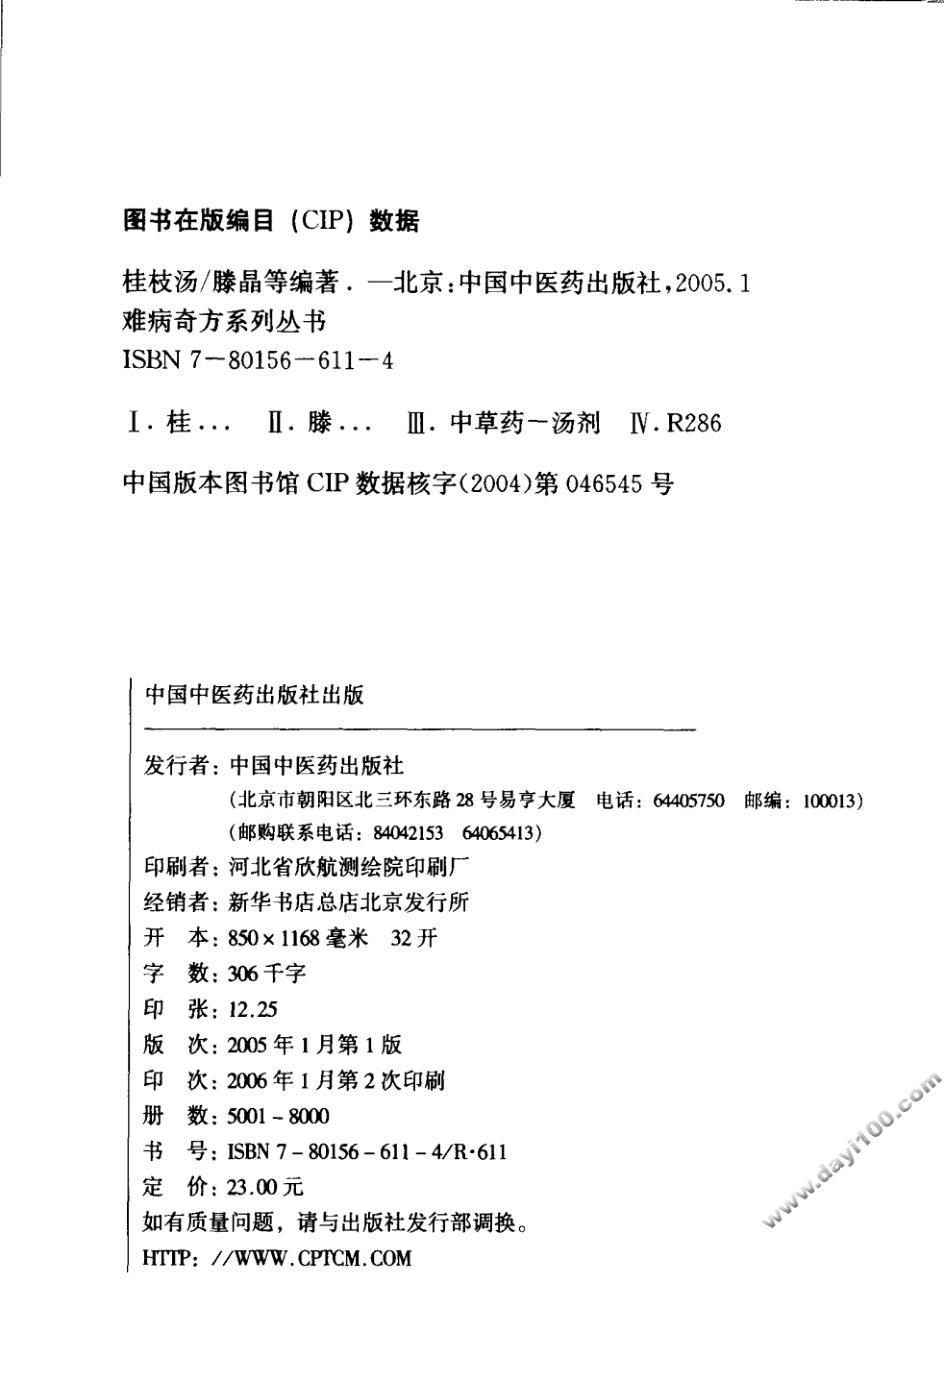 图书在版编目(CIP)数据
桂枝汤/滕晶等编著．—北京:中国中医药出版社,2005.1
难病奇方系列丛书
ISBN 7－80156－611－4
Ⅰ.桂... Ⅱ.滕... Ⅲ.中草药－汤剂 Ⅳ.R286
中国版本图书馆 CIP 数据核字(2004)第 046545 号
中国中医药出版社出版
发行者：中国中医药出版社
(北京市朝阳区北三环东路 28 号易亨大厦 电话：64405750 邮编：100013)
(邮购联系电话：84042153 64065413)
印刷者：河北省欣航测绘院印刷厂
经销者：新华书店总店北京发行所
开 本：850×1168 毫米 32 开
字 数：306 千字
印 张：12.25
版 次：2005 年 1 月第 1 版
印 次：2006 年 1 月第 2 次印刷
册 数：5001－8000
书 号：ISBN 7－80156－611－4/R·611
定 价：23.00 元
如有质量问题，请与出版社发行部调换。
HTTP：//WWW.CPTCM.COM
www.dayi100.com